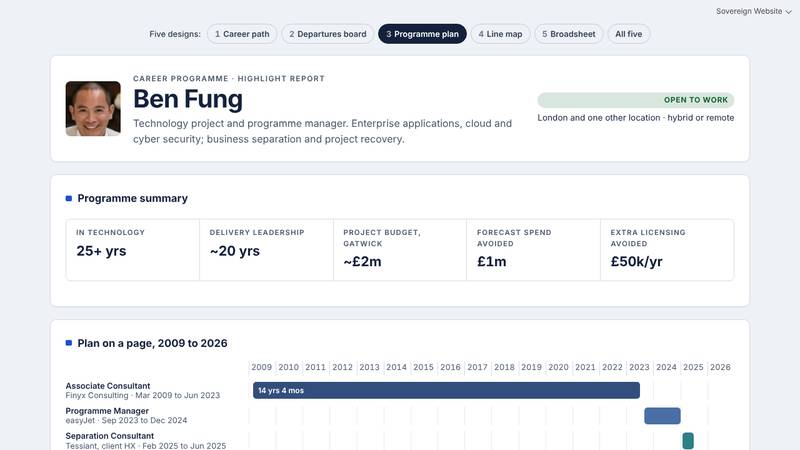 Sovereign Website
Five designs: 1 Career path 2 Departures board 3 Programme plan 4 Line map 5 Broadsheet All five
CAREER PROGRAMME · HIGHLIGHT REPORT
Ben Fung
Technology project and programme manager. Enterprise applications, cloud and
cyber security; business separation and project recovery.
OPEN TO WORK
London and one other location · hybrid or remote
Programme summary
IN TECHNOLOGY
25+ yrs
DELIVERY LEADERSHIP
~20 yrs
PROJECT BUDGET,
GATWICK
~£2m
FORECAST SPEND
AVOIDED
£1m
EXTRA LICENSING
AVOIDED
£50k/yr
Plan on a page, 2009 to 2026
2009 2010 2011 2012 2013 2014 2015 2016 2017 2018 2019 2020 2021 2022 2023 2024 2025 2026
Associate Consultant
Finyx Consulting · Mar 2009 to Jun 2023
14 yrs 4 mos
Programme Manager
easyJet · Sep 2023 to Dec 2024
Separation Consultant
Tessiant, client HX · Feb 2025 to Jun 2025